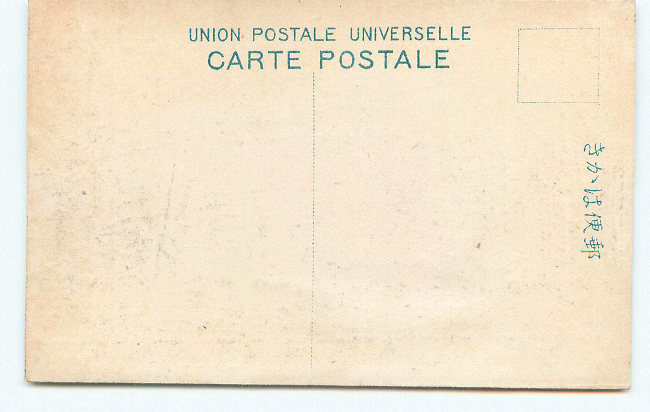 UNION POSTALE UNIVERSELLE
CARTE POSTALE
きかは便郵